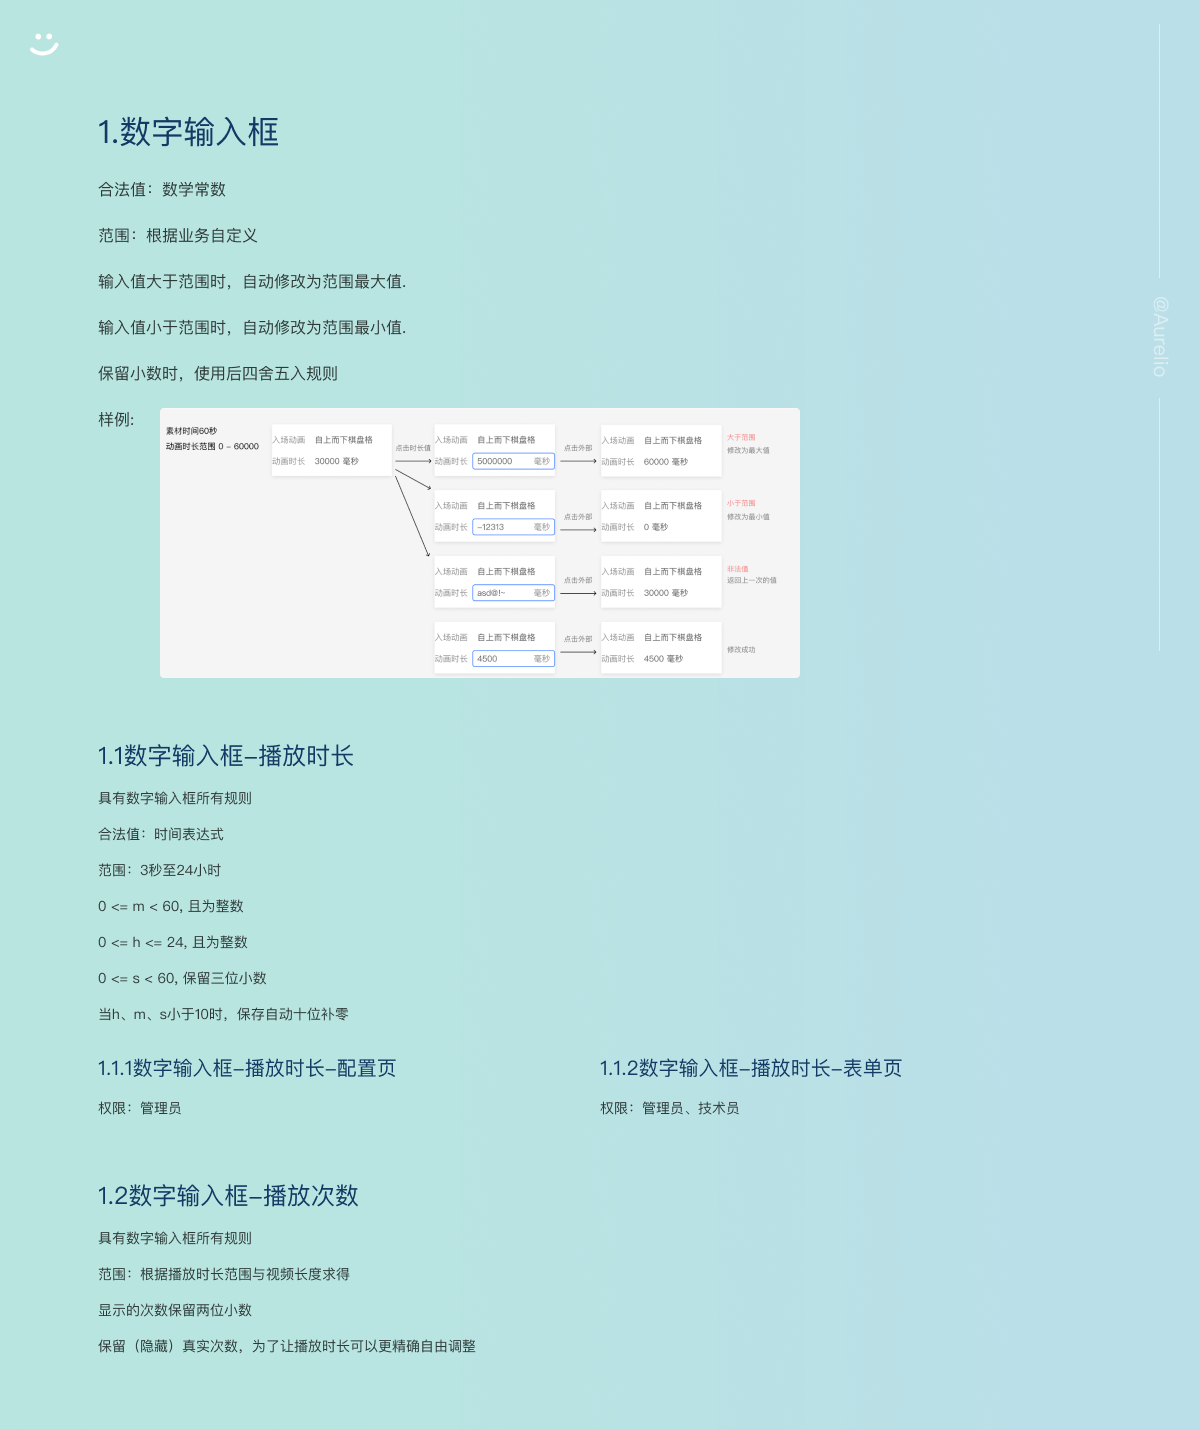 1.数字输入框
合法值：数学常数
范围：根据业务自定义
输入值大于范围时，自动修改为范围最大值.
输入值小于范围时，自动修改为范围最小值.
保留小数时，使用后四舍五入规则
样例:
素材时间60秒
动画时长范围 0 - 60000
入场动画 自上而下棋盘格
动画时长 30000 毫秒
点击时长值
入场动画 自上而下棋盘格
动画时长 5000000 毫秒
点击外部
入场动画 自上而下棋盘格
动画时长 60000 毫秒
大于范围
修改为最大值
入场动画 自上而下棋盘格
动画时长 -12313 毫秒
点击外部
入场动画 自上而下棋盘格
动画时长 0 毫秒
小于范围
修改为最小值
入场动画 自上而下棋盘格
动画时长 asd@!~ 毫秒
点击外部
入场动画 自上而下棋盘格
动画时长 30000 毫秒
非法值
返回上一次的值
入场动画 自上而下棋盘格
动画时长 4500 毫秒
点击外部
入场动画 自上而下棋盘格
动画时长 4500 毫秒
修改成功
1.1数字输入框-播放时长
具有数字输入框所有规则
合法值：时间表达式
范围：3秒至24小时
0 <= m < 60, 且为整数
0 <= h <= 24, 且为整数
0 <= s < 60, 保留三位小数
当h、m、s小于10时，保存自动十位补零
1.1.1数字输入框-播放时长-配置页
权限：管理员
1.1.2数字输入框-播放时长-表单页
权限：管理员、技术员
1.2数字输入框-播放次数
具有数字输入框所有规则
范围：根据播放时长范围与视频长度求得
显示的次数保留两位小数
保留（隐藏）真实次数，为了让播放时长可以更精确自由调整
@Aurelio